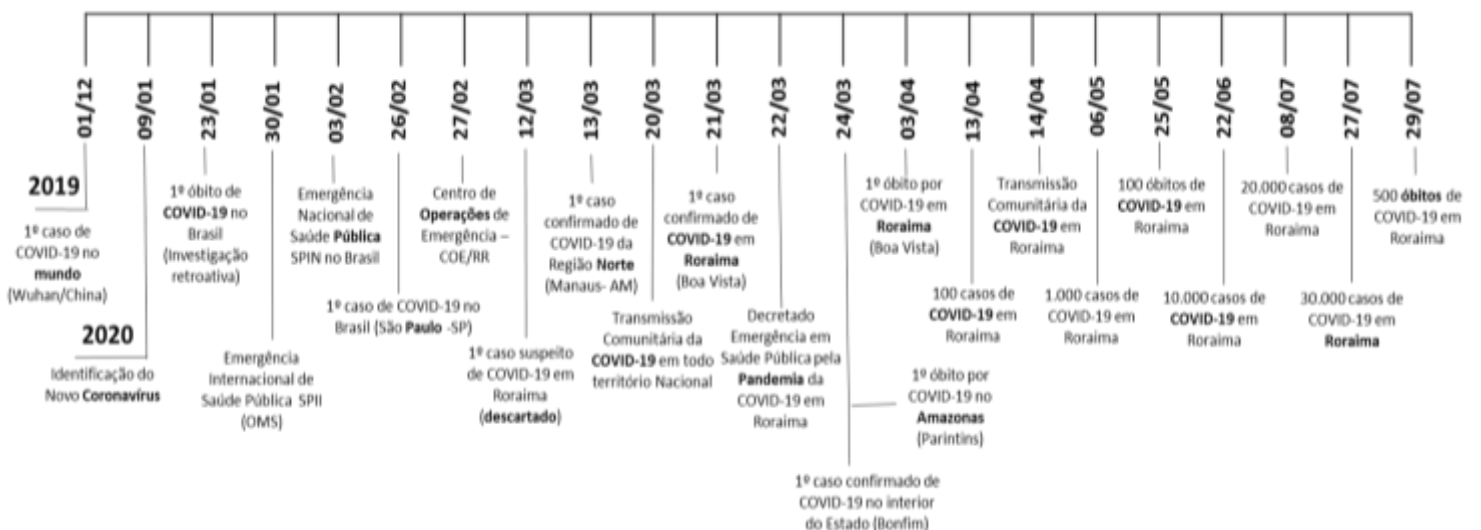 01/12
09/01
23/01
30/01
03/02
26/02
27/02
12/03
13/03
20/03
21/03
22/03
24/03
03/04
13/04
14/04
06/05
25/05
22/06
08/07
27/07
29/07
2019
1º caso de
COVID-19 no
mundo
(Wuhan/China)
2020
Identificação do
Novo Coronavírus
1º óbito de
COVID-19 no
Brasil
(Investigação
retroativa)
Emergência
Internacional de
Saúde Pública SPII
(OMS)
Emergência
Nacional de
Saúde Pública
SPIN no Brasil
1º caso de COVID-19 no
Brasil (São Paulo -SP)
Centro de
Operações de
Emergência –
COE/RR
1º caso suspeito
de COVID-19 em
Roraima
(descartado)
1º caso
confirmado de
COVID-19 da
Região Norte
(Manaus- AM)
Transmissão
Comunitária da
COVID-19 em todo
território Nacional
1º caso
confirmado de
COVID-19 em
Roraima
(Boa Vista)
Decretado
Emergência em
Saúde Pública pela
Pandemia da
COVID-19 em
Roraima
1º óbito por
COVID-19 no
Amazonas
(Parintins)
1º caso confirmado de
COVID-19 no interior
do Estado (Bonfim)
1º óbito por
COVID-19 em
Roraima
(Boa Vista)
100 casos de
COVID-19 em
Roraima
Transmissão
Comunitária da
COVID-19 em
Roraima
1.000 casos de
COVID-19 em
Roraima
100 óbitos de
COVID-19 em
Roraima
10.000 casos de
COVID-19 em
Roraima
20.000 casos de
COVID-19 em
Roraima
30.000 casos de
COVID-19 em
Roraima
500 óbitos de
COVID-19 em
Roraima